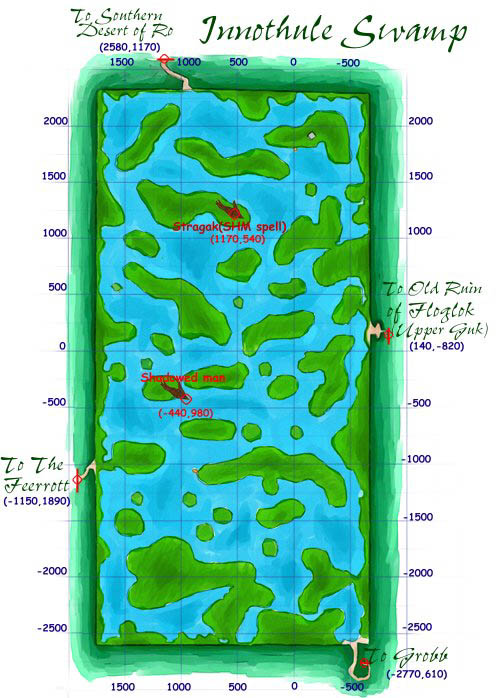 To Southern
Desert of Ro
(2580,1170)
Innothule Swamp
1500 1000 500 0 -500
2000 2000
1500 1500
Stragak(SHM spell)
(1170,540)
1000 1000
500
To Old Ruin
of Floglok
(Upper Guk)
(140,-820)
0
Shadowed man
(-440,980)
-500 -500
To The
Feerrott
(-1150,1890)
-1000 -1000
-1500 -1500
-2000 -2000
-2500 -2500
To Grobb
(-2770,610)
1500 1000 500 0 -500